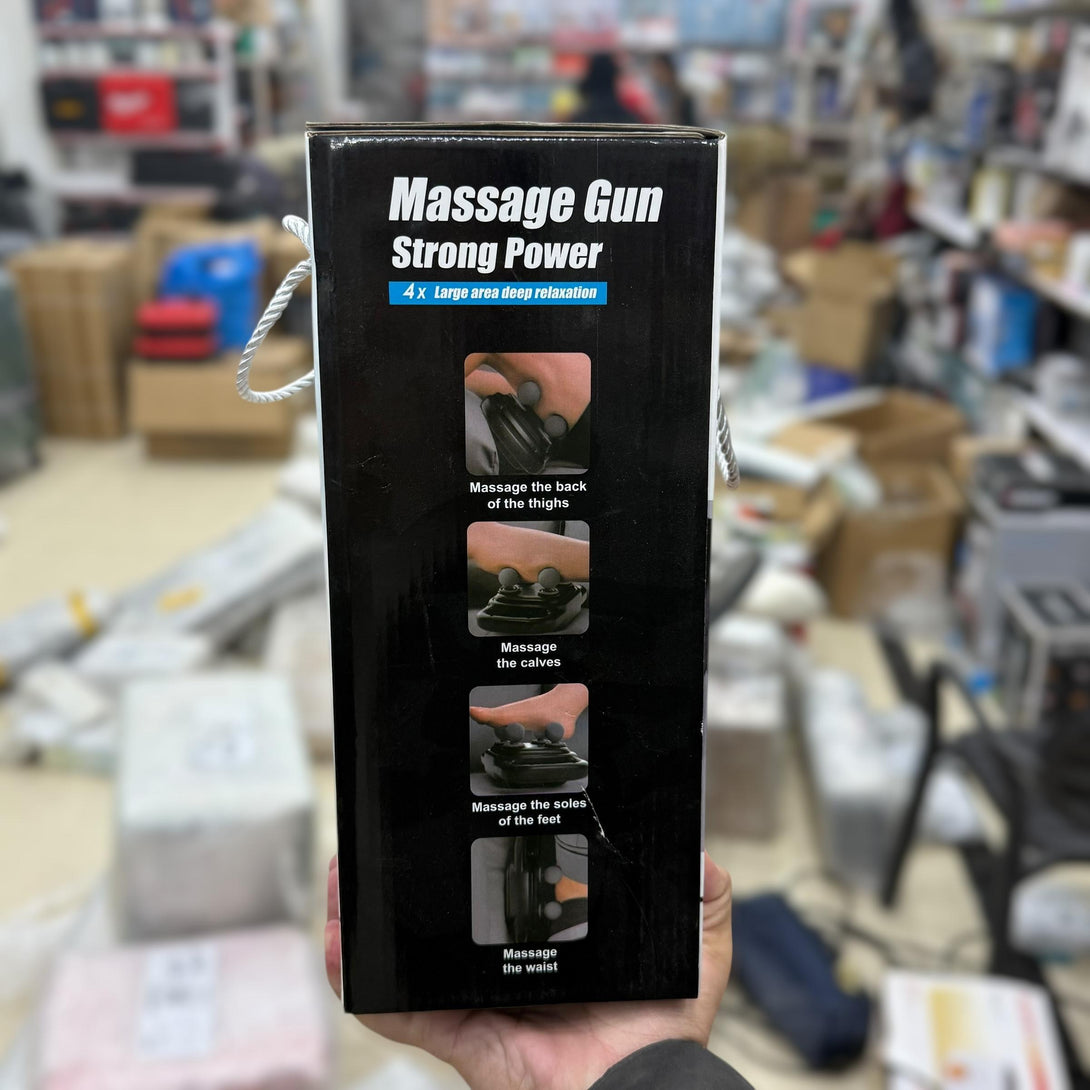 Massage Gun
Strong Power
4x Large area deep relaxation
Massage the back
of the thighs
Massage
the calves
Massage the soles
of the feet
Massage
the waist